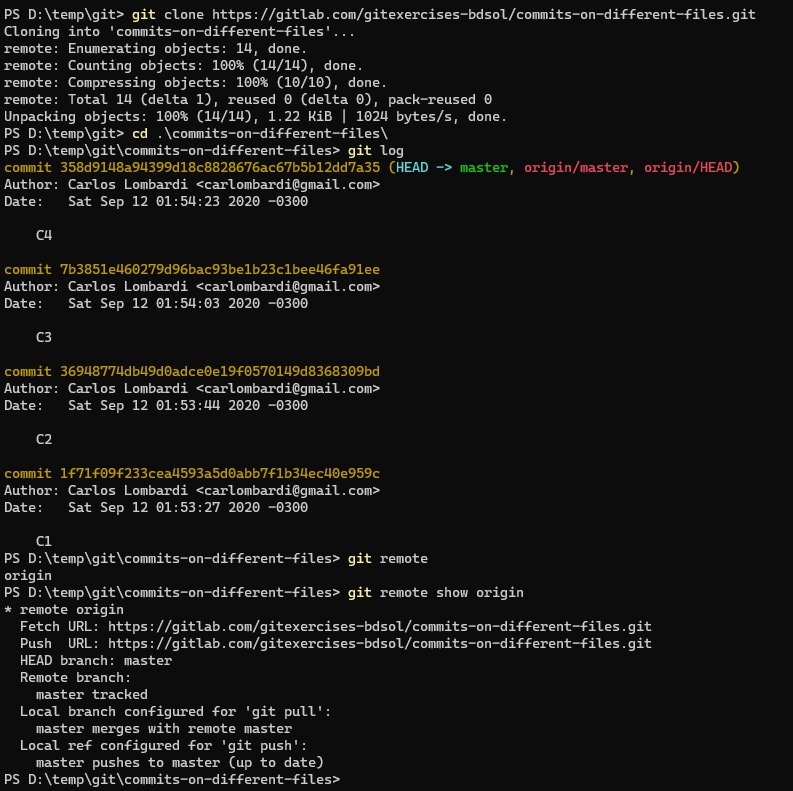 PS D:\temp\git> git clone https://gitlab.com/gitexercises-bdsol/commits-on-different-files.git
Cloning into 'commits-on-different-files'...
remote: Enumerating objects: 14, done.
remote: Counting objects: 100% (14/14), done.
remote: Compressing objects: 100% (10/10), done.
remote: Total 14 (delta 1), reused 0 (delta 0), pack-reused 0
Unpacking objects: 100% (14/14), 1.22 KiB | 1024 bytes/s, done.
PS D:\temp\git> cd .\commits-on-different-files\
PS D:\temp\git\commits-on-different-files> git log
commit 358d9148a94399d18c8828676ac67b5b12dd7a35 (HEAD -> master, origin/master, origin/HEAD)
Author: Carlos Lombardi <carlombardi@gmail.com>
Date:   Sat Sep 12 01:54:23 2020 -0300

    C4

commit 7b3851e460279d96bac93be1b23c1bee46fa91ee
Author: Carlos Lombardi <carlombardi@gmail.com>
Date:   Sat Sep 12 01:54:03 2020 -0300

    C3

commit 36948774db49d0adce0e19f0570149d8368309bd
Author: Carlos Lombardi <carlombardi@gmail.com>
Date:   Sat Sep 12 01:53:44 2020 -0300

    C2

commit 1f71f09f233cea4593a5d0abb7f1b34ec40e959c
Author: Carlos Lombardi <carlombardi@gmail.com>
Date:   Sat Sep 12 01:53:27 2020 -0300

    C1
PS D:\temp\git\commits-on-different-files> git remote
origin
PS D:\temp\git\commits-on-different-files> git remote show origin
* remote origin
  Fetch URL: https://gitlab.com/gitexercises-bdsol/commits-on-different-files.git
  Push  URL: https://gitlab.com/gitexercises-bdsol/commits-on-different-files.git
  HEAD branch: master
  Remote branch:
    master tracked
  Local branch configured for 'git pull':
    master merges with remote master
  Local ref configured for 'git push':
    master pushes to master (up to date)
PS D:\temp\git\commits-on-different-files>